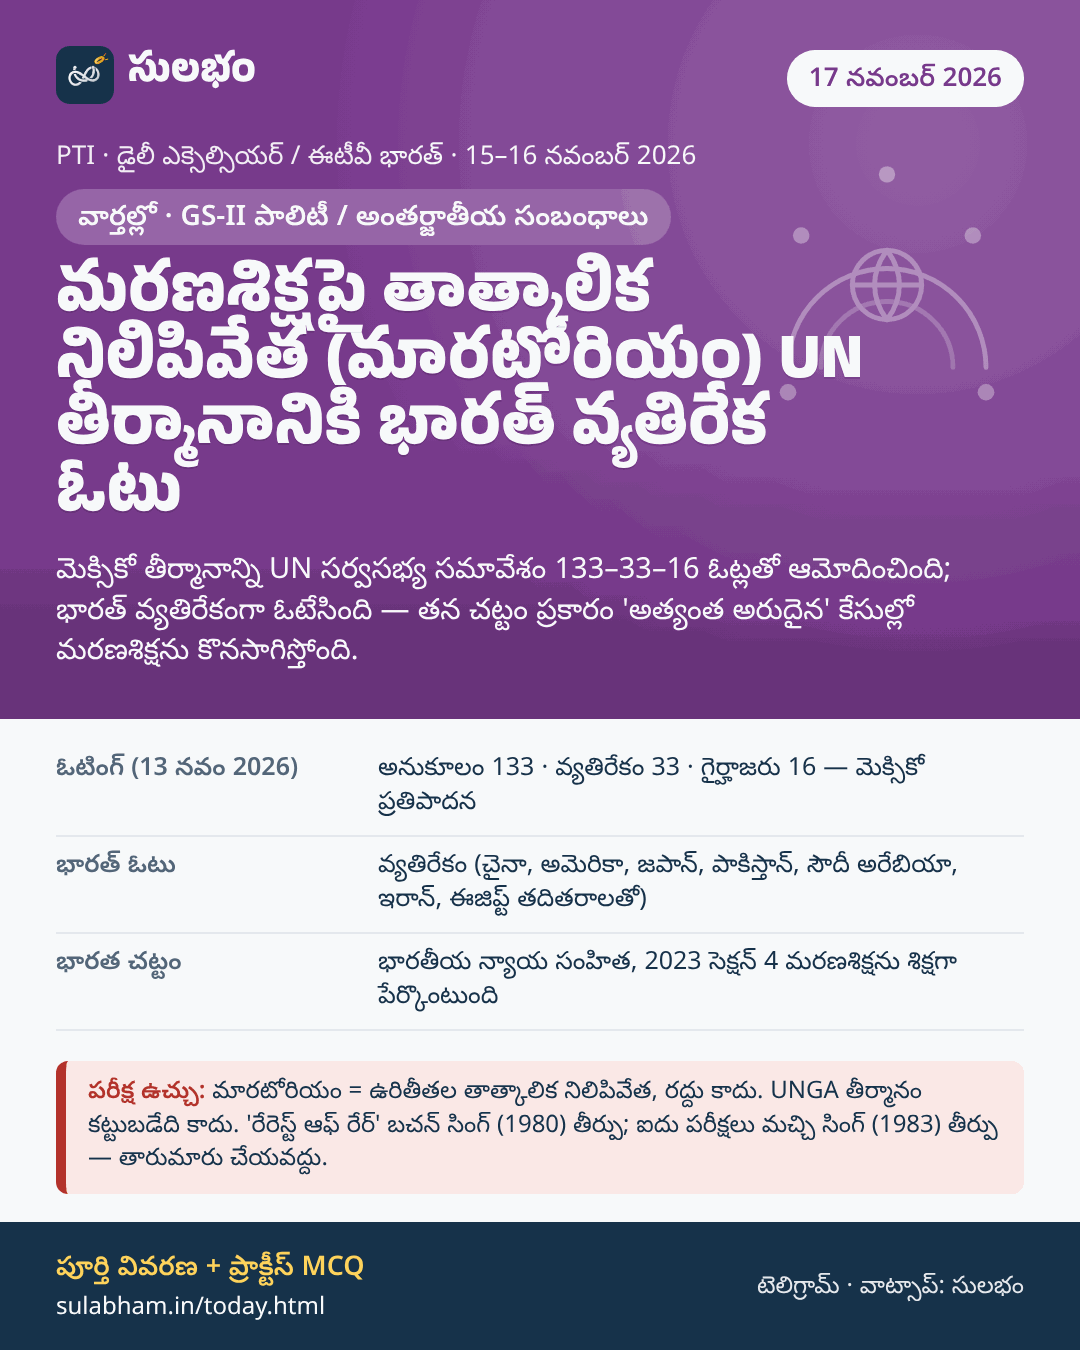 సులభం
17 నవంబర్ 2026
PTI · డైలీ ఎక్సెల్సియర్ / ఈటీవీ భారత్ · 15–16 నవంబర్ 2026
వార్తల్లో · GS-II పాలిటీ / అంతర్జాతీయ సంబంధాలు
మరణశిక్షపై తాత్కాలిక
నిలిపివేత (మారటోరియం) UN
తీర్మానానికి భారత్ వ్యతిరేక
ఓటు
మెక్సికో తీర్మానాన్ని UN సర్వసభ్య సమావేశం 133–33–16 ఓట్లతో ఆమోదించింది;
భారత్ వ్యతిరేకంగా ఓటేసింది — తన చట్టం ప్రకారం 'అత్యంత అరుదైన' కేసుల్లో
మరణశిక్షను కొనసాగిస్తోంది.
ఓటింగ్ (13 నవం 2026)
అనుకూలం 133 · వ్యతిరేకం 33 · గైర్హాజరు 16 — మెక్సికో
ప్రతిపాదన
భారత్ ఓటు
వ్యతిరేకం (చైనా, అమెరికా, జపాన్, పాకిస్తాన్, సౌదీ అరేబియా,
ఇరాన్, ఈజిప్ట్ తదితరాలతో)
భారత చట్టం
భారతీయ న్యాయ సంహిత, 2023 సెక్షన్ 4 మరణశిక్షను శిక్షగా
పేర్కొంటుంది
పరీక్ష ఉచ్చు: మారటోరియం = ఉరితీతల తాత్కాలిక నిలిపివేత, రద్దు కాదు. UNGA తీర్మానం
కట్టుబడేది కాదు. 'రేరెస్ట్ ఆఫ్ రేర్' బచన్ సింగ్ (1980) తీర్పు; ఐదు పరీక్షలు మచ్చి సింగ్ (1983) తీర్పు
— తారుమారు చేయవద్దు.
పూర్తి వివరణ + ప్రాక్టీస్ MCQ
sulabham.in/today.html
టెలిగ్రామ్ · వాట్సాప్: సులభం